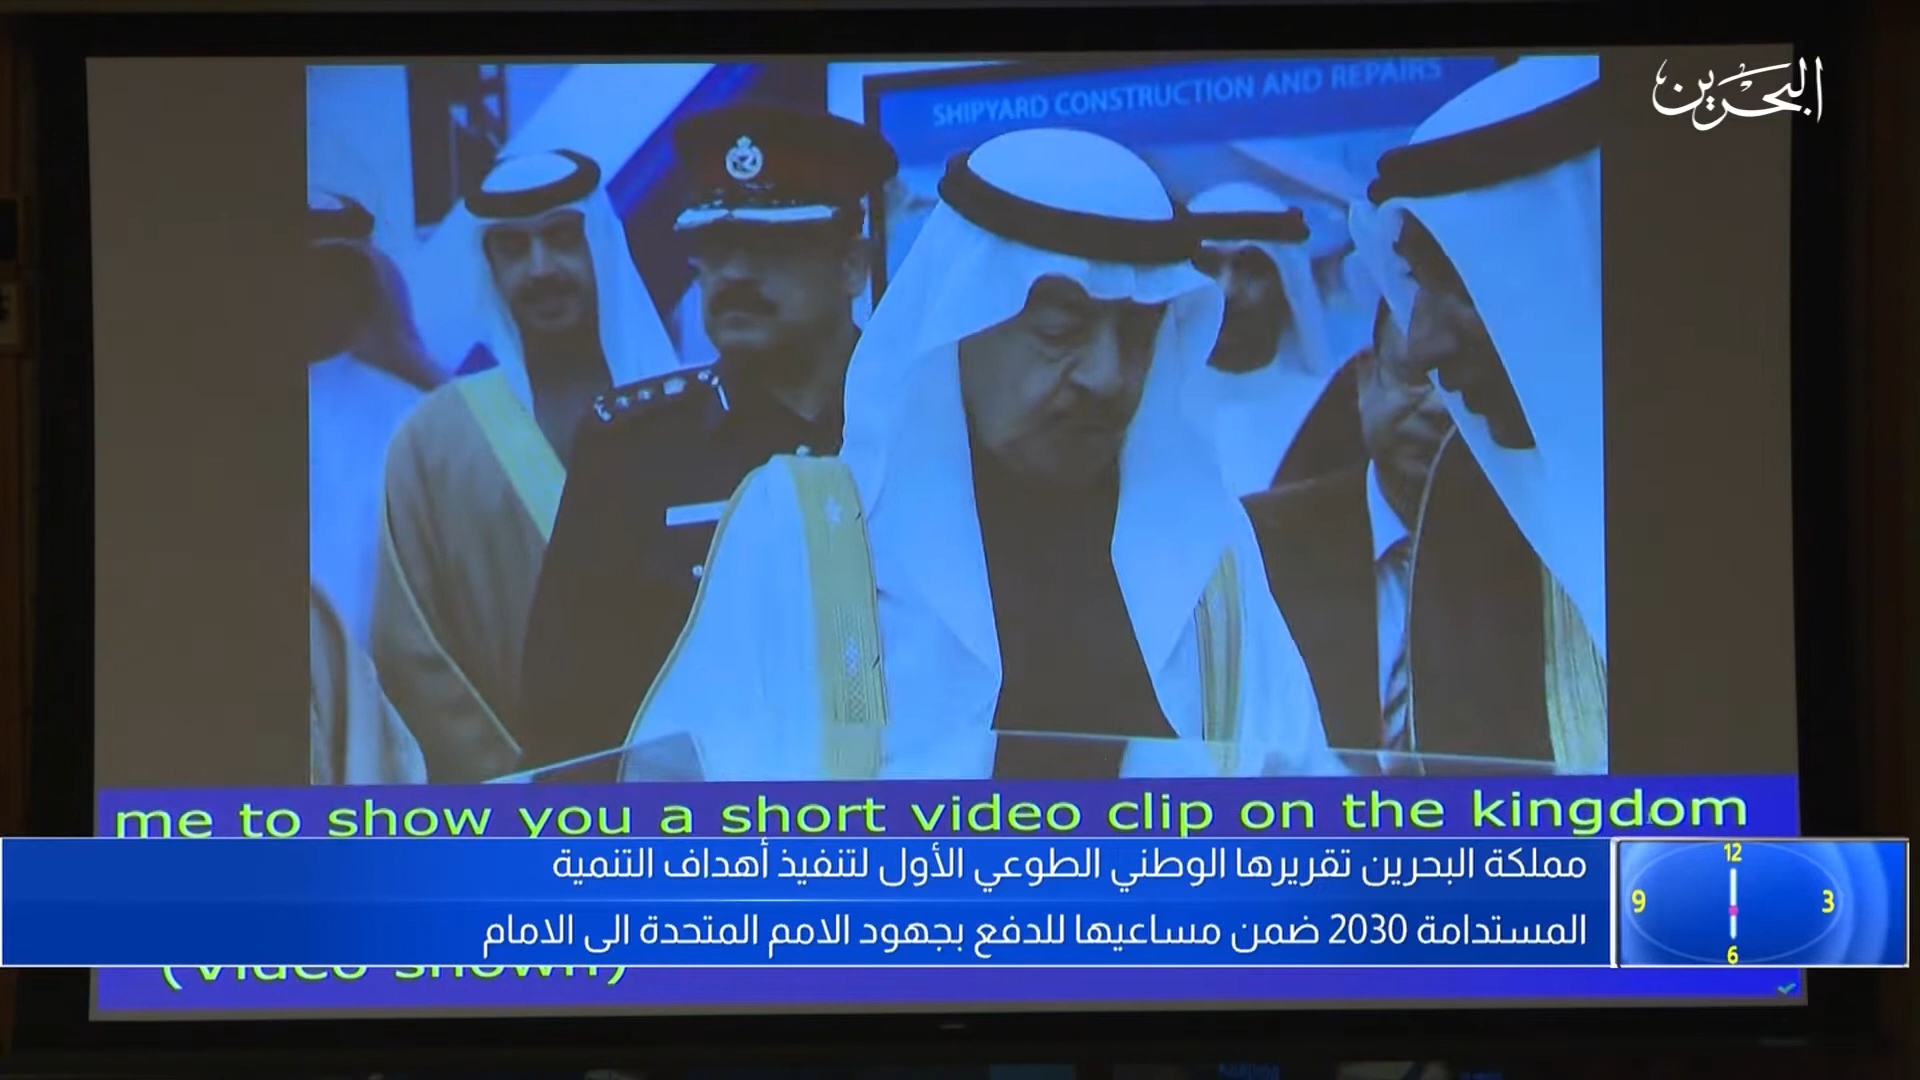 البحرين
SHIPYARD CONSTRUCTION AND REPAIRS
me to show you a short video clip on the kingdom
مملكة البحرين تقريرها الوطني الطوعي الأول لتنفيذ أهداف التنمية
المستدامة 2030 ضمن مساعيها للدفع بجهود الامم المتحدة الى الامام
12
9
3
6
(video shown)